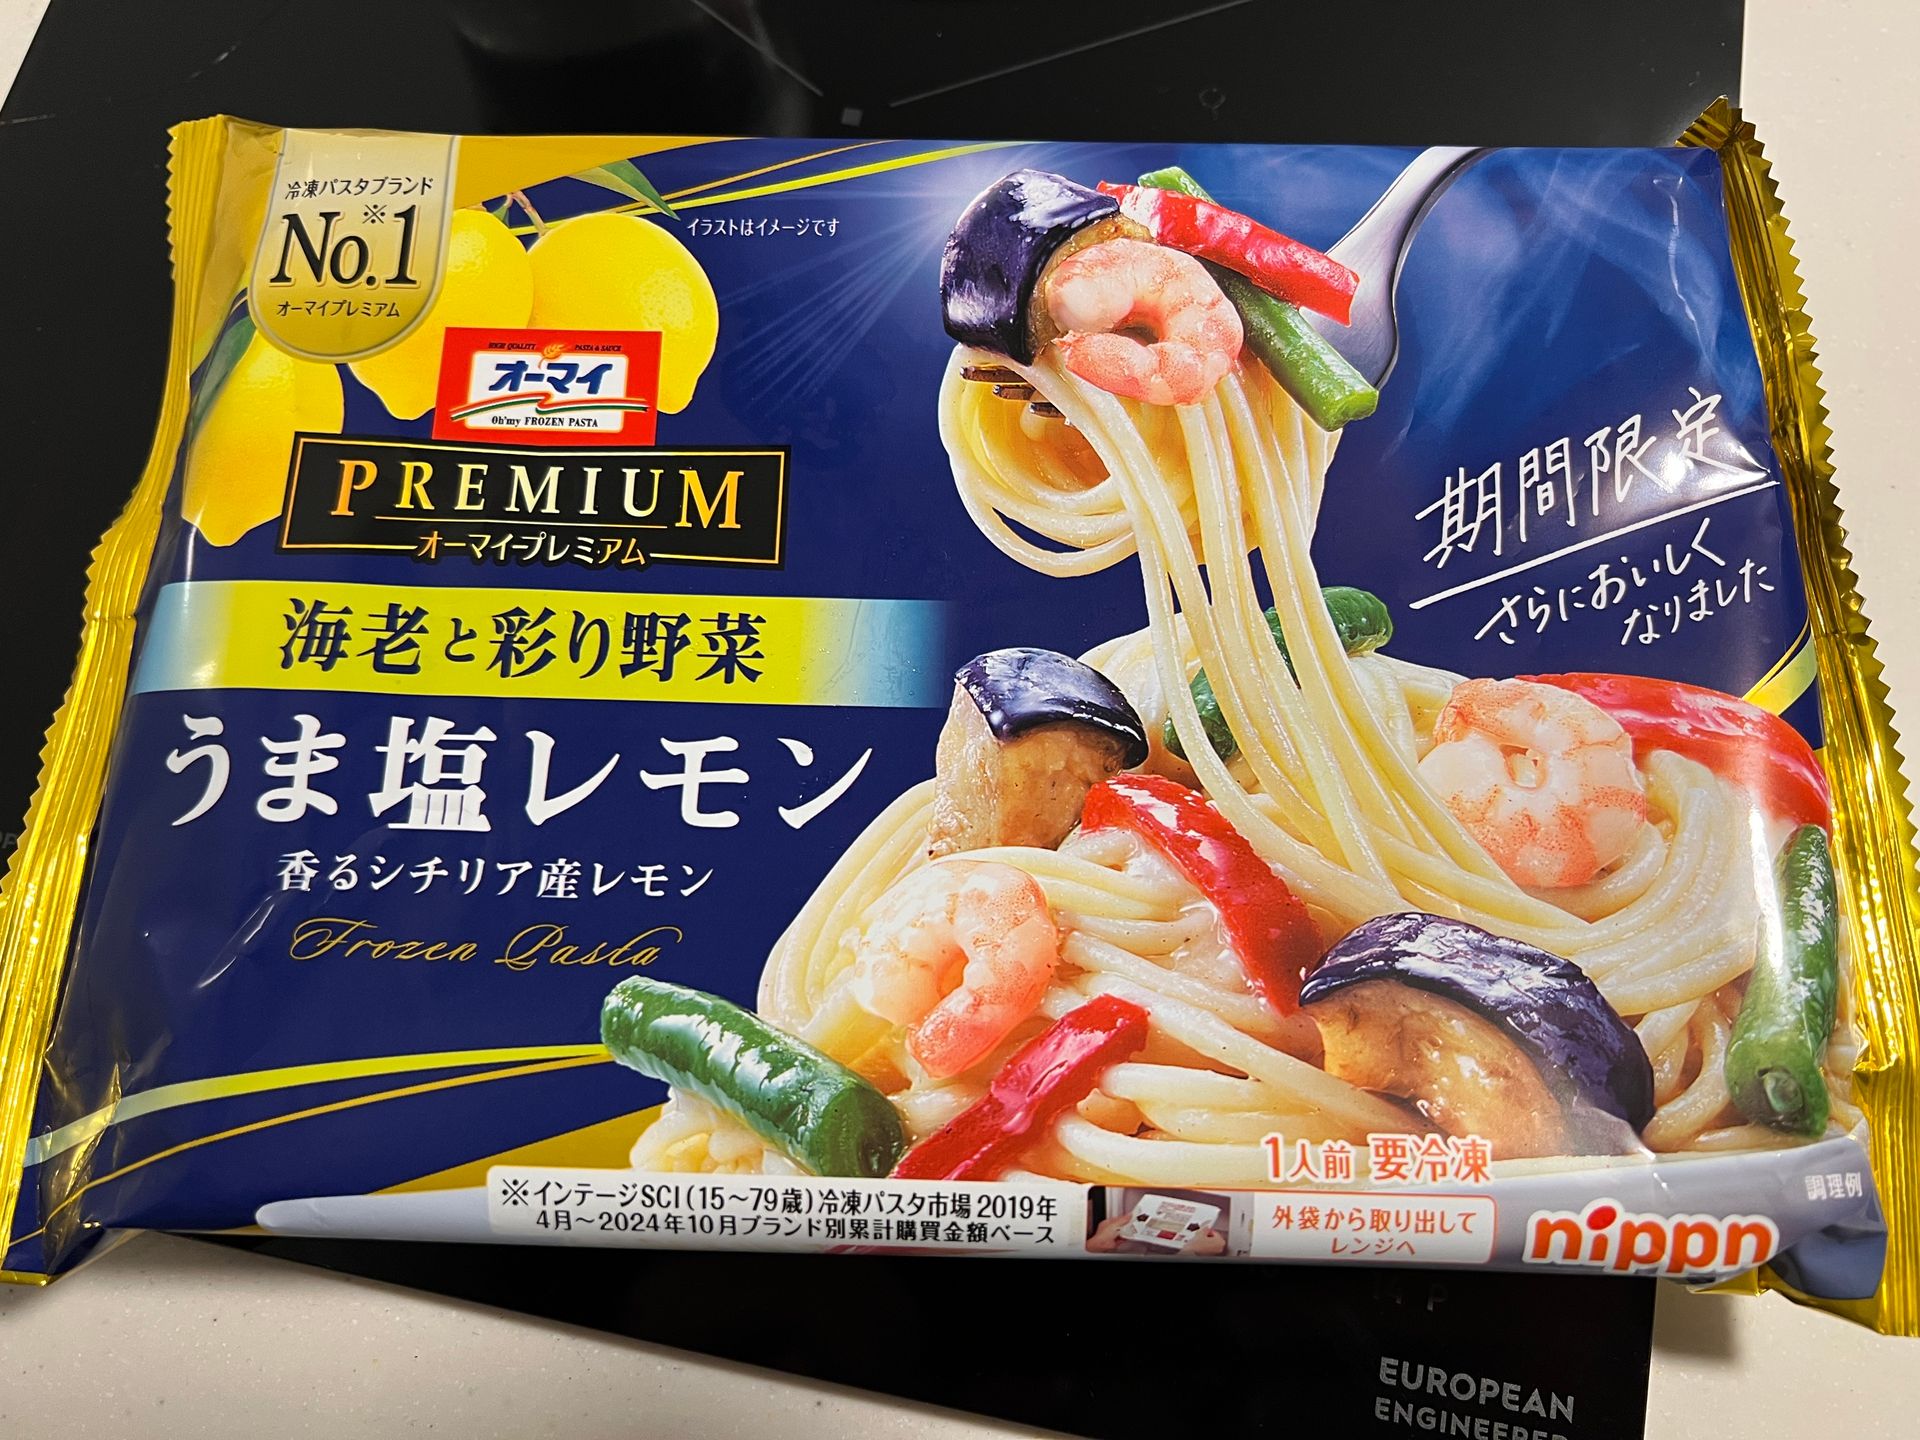 冷凍パスタブランド
No.※1
オーマイプレミアム
イラストはイメージです
HIGH QUALITY PASTA & SAUCE
オーマイ
Oh'my FROZEN PASTA
PREMIUM
オーマイプレミアム
期間限定
さらにおいしく
なりました
海老と彩り野菜
うま塩レモン
香るシチリア産レモン
Frozen Pasta
1人前 要冷凍
調理例
※インテージSCI(15～79歳)冷凍パスタ市場2019年
4月～2024年10月ブランド別累計購買金額ベース
外袋から取り出して
レンジへ
nippn
EUROPEAN